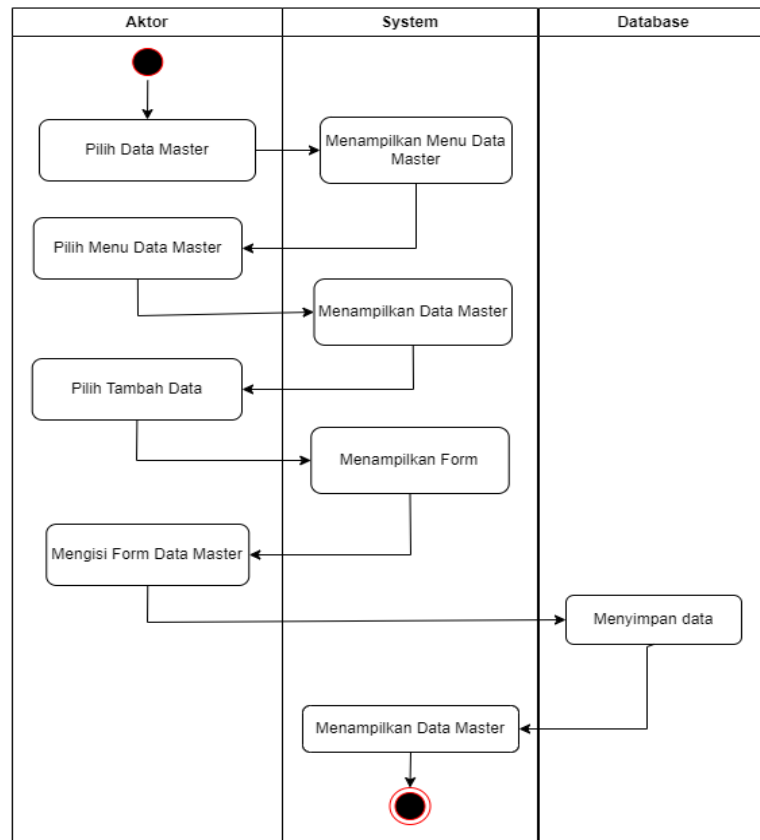 Aktor
System
Database
Pilih Data Master
Menampilkan Menu Data
Master
Pilih Menu Data Master
Menampilkan Data Master
Pilih Tambah Data
Menampilkan Form
Mengisi Form Data Master
Menyimpan data
Menampilkan Data Master